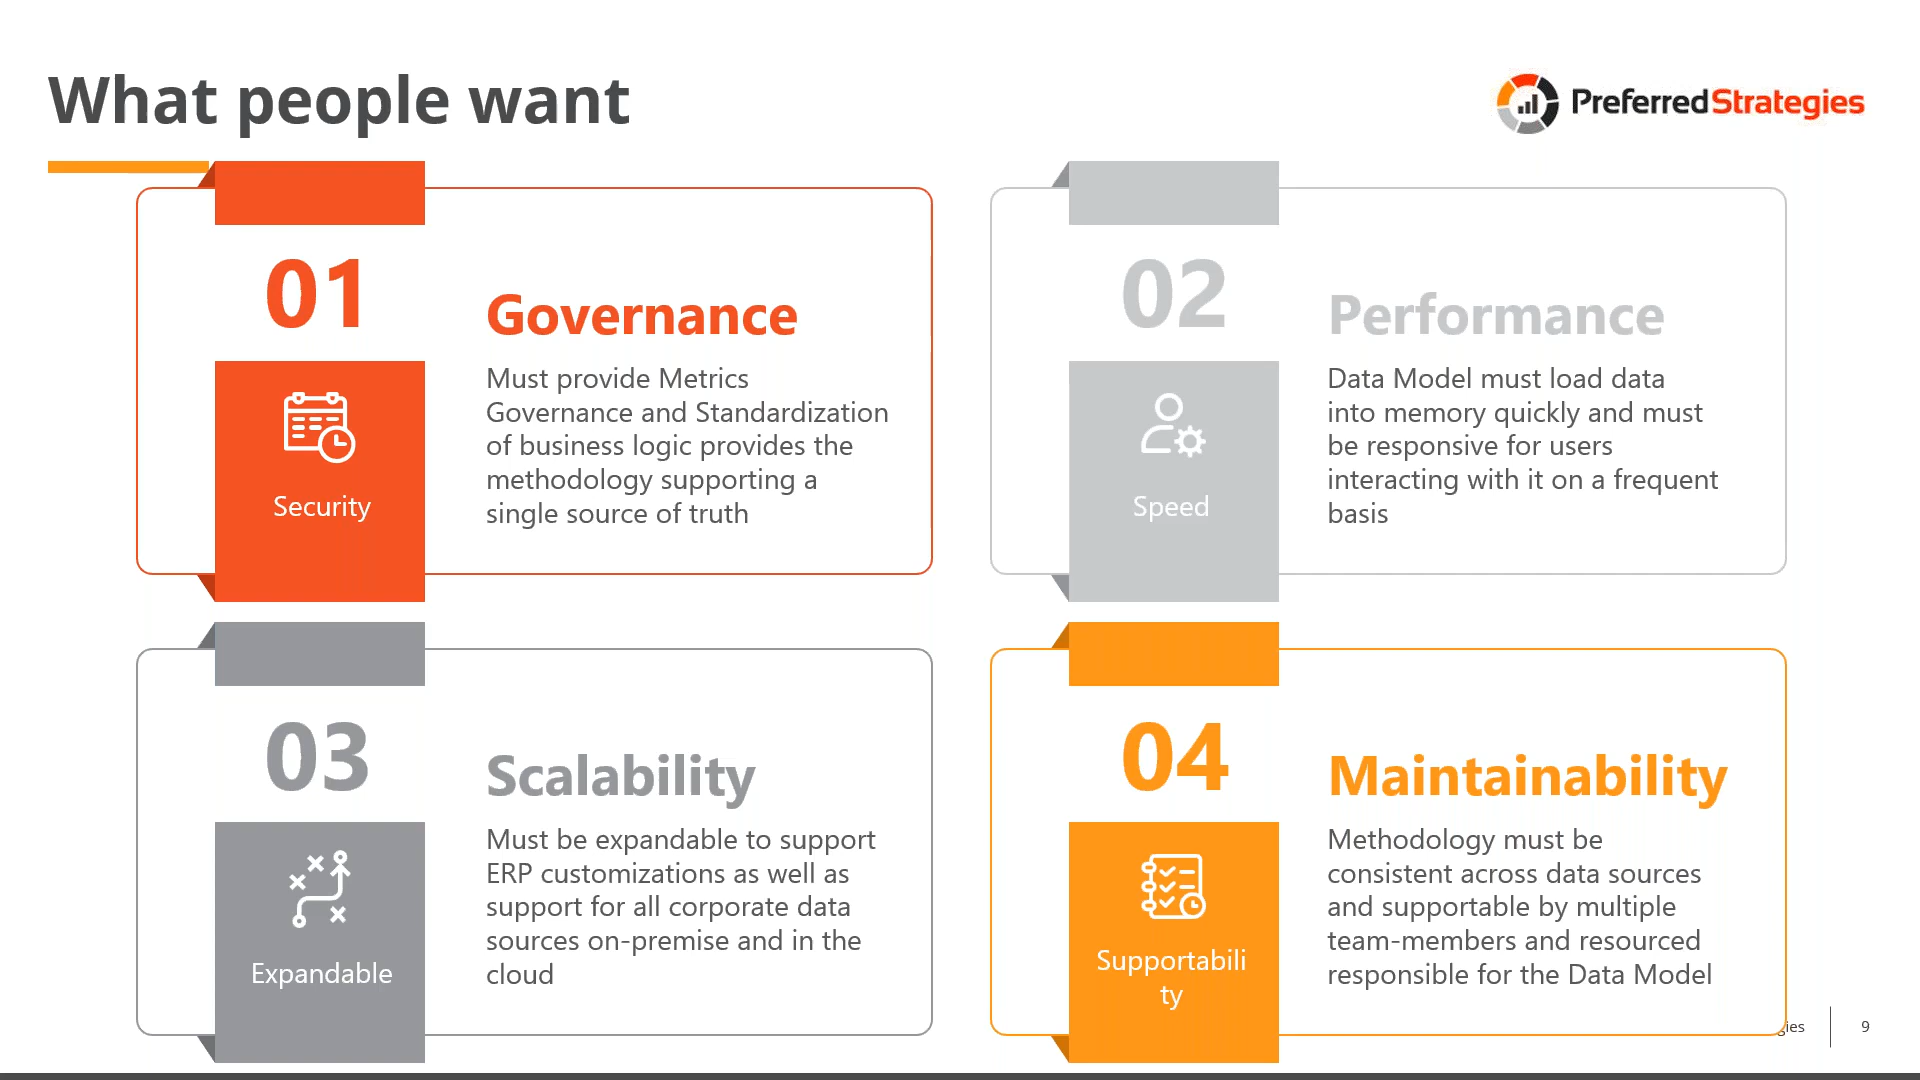 What people want
PreferredStrategies
01
Governance
Must provide Metrics
Governance and Standardization
of business logic provides the
methodology supporting a
single source of truth
Security
02
Performance
Data Model must load data
into memory quickly and must
be responsive for users
interacting with it on a frequent
basis
Speed
03
Scalability
Must be expandable to support
ERP customizations as well as
support for all corporate data
sources on-premise and in the
cloud
Expandable
04
Maintainability
Methodology must be
consistent across data sources
and supportable by multiple
team-members and resourced
responsible for the Data Model
Supportabili
ty
9